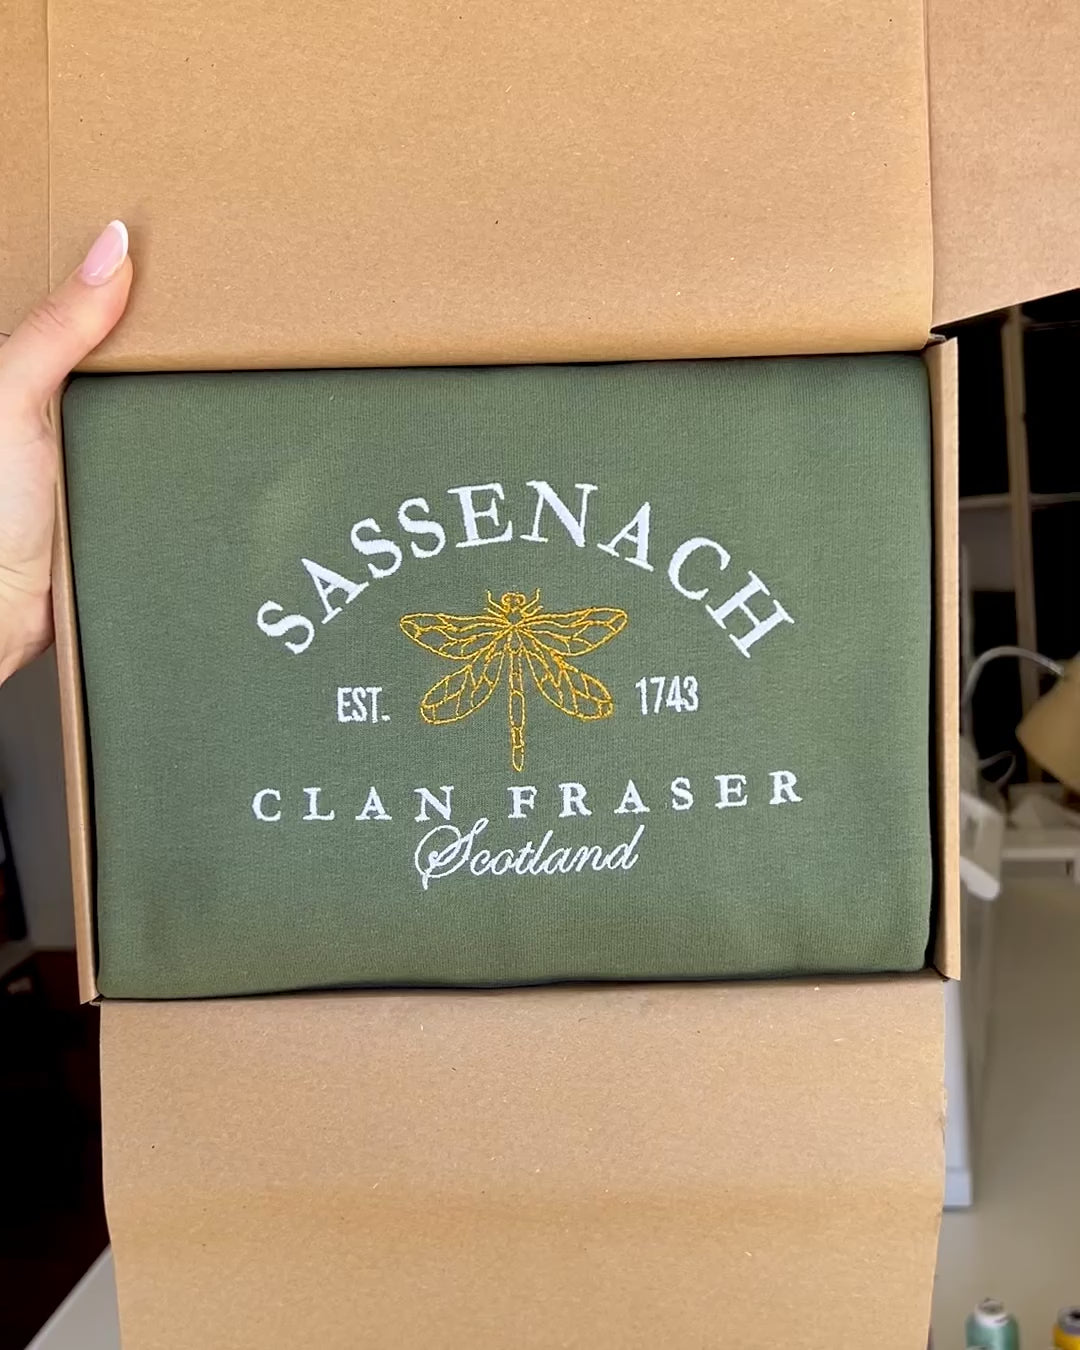 SASSENACH
EST. 1743
CLAN FRASER
Scotland